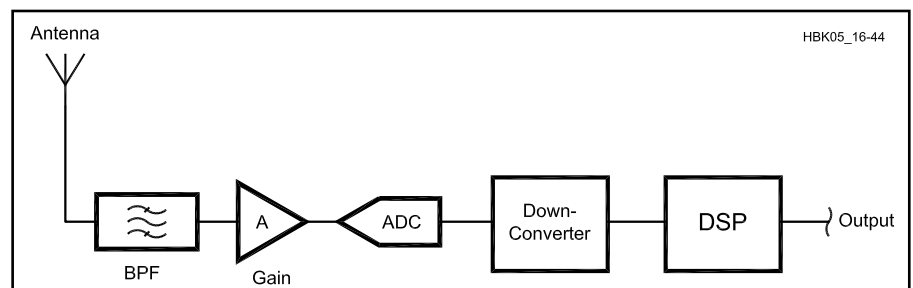 Antenna
HBK05_16-44
BPF
A
Gain
ADC
Down-
Converter
DSP
Output